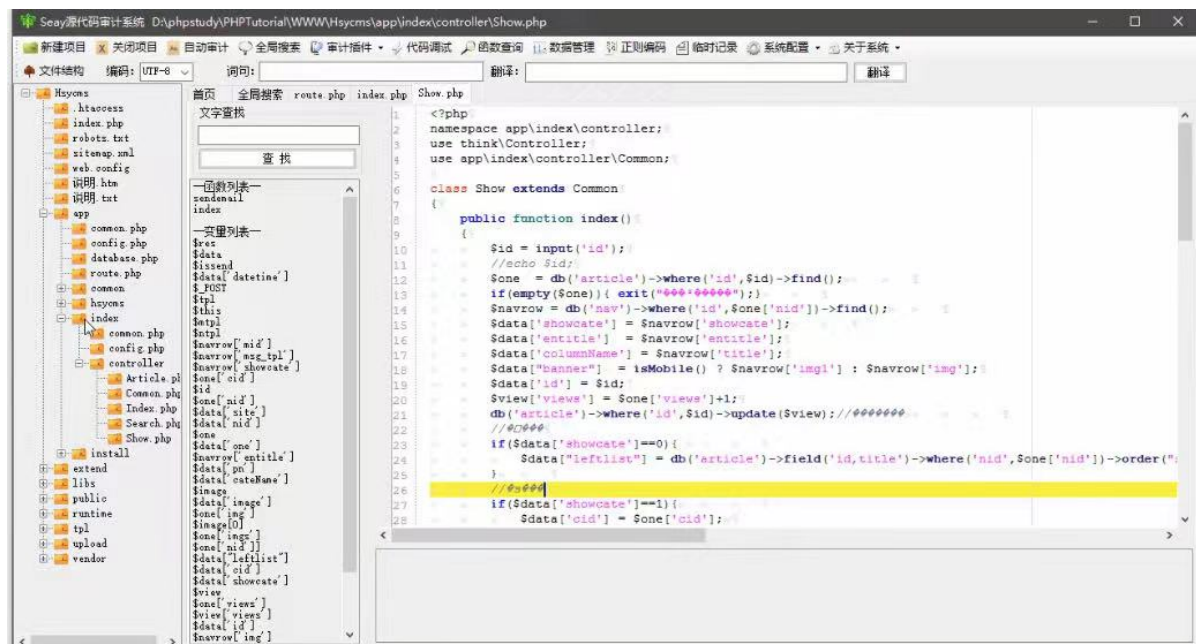 Seay源代码审计系统 D:\phpstudy\PHPTutorial\WWW\Hsycms\app\index\controller\Show.php
新建项目 关闭项目 自动审计 全局搜索 审计插件 代码调试 函数查询 数据管理 正则编码 临时记录 系统配置 关于系统
文件结构 编码: UTF-8 词句: 翻译: 翻译
Hsycms
.htaccess
index.php
robots.txt
sitemap.xml
web.config
说明.htm
说明.txt
app
common.php
config.php
database.php
route.php
common
hsycms
index
common.php
config.php
controller
Article.pl
Common.php
Index.php
Search.php
Show.php
install
extend
libs
public
runtime
tpl
upload
vendor
首页 全局搜索 route.php index.php Show.php
文字查找
查 找
—函数列表—
sendemail
index
—变量列表—
$res
$data
$issend
$data['datetime']
$_POST
$tpl
$this
$mtpl
$ntpl
$navrow['mid']
$navrow['msg_tpl']
$navrow['showcate']
$one['cid']
$id
$one['nid']
$data['site']
$data['nid']
$one
$data['one']
$navrow['entitle']
$data['pn']
$data['cateName']
$image
$data['image']
$one['img']
$image[0]
$one['imgs']
$one['nid']]
$data["leftlist"]
$data['cid']
$data['showcate']
$view
$one['views']
$view['views']
$data['id']
$navrow['img']
1 <?php
2 namespace app\index\controller;
3 use think\Controller;
4 use app\index\controller\Common;
5
6 class Show extends Common
7 {
8 public function index()
9 {
10 $id = input('id');
11 //echo $id;
12 $one = db('article')->where('id',$id)->find();
13 if(empty($one)){ exit("���ʲ�����");}
14 $navrow = db('nav')->where('id',$one['nid'])->find();
15 $data['showcate'] = $navrow['showcate'];
16 $data['entitle'] = $navrow['entitle'];
17 $data['columnName'] = $navrow['title'];
18 $data["banner"] = isMobile() ? $navrow['img1'] : $navrow['img'];
19 $data['id'] = $id;
20 $view['views'] = $one['views']+1;
21 db('article')->where('id',$id)->update($view);//�������
22 //
23 if($data['showcate']==0){
24 $data["leftlist"] = db('article')->field('id,title')->where('nid',$one['nid'])->order("
25 }
26 //
27 if($data['showcate']==1){
28 $data['cid'] = $one['cid'];